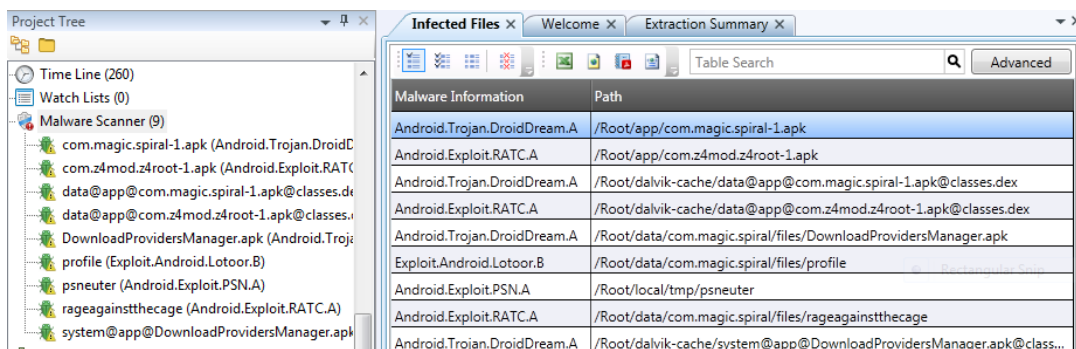 Project Tree
Time Line (260)
Watch Lists (0)
Malware Scanner (9)
com.magic.spiral-1.apk (Android.Trojan.DroidD
com.z4mod.z4root-1.apk (Android.Exploit.RATC
data@app@com.magic.spiral-1.apk@classes.de
data@app@com.z4mod.z4root-1.apk@classes.
DownloadProvidersManager.apk (Android.Troja
profile (Exploit.Android.Lotoor.B)
psneuter (Android.Exploit.PSN.A)
rageagainstthecage (Android.Exploit.RATC.A)
system@app@DownloadProvidersManager.apk
Infected Files Welcome Extraction Summary
Table Search Advanced
Malware Information Path
Android.Trojan.DroidDream.A /Root/app/com.magic.spiral-1.apk
Android.Exploit.RATC.A /Root/app/com.z4mod.z4root-1.apk
Android.Trojan.DroidDream.A /Root/dalvik-cache/data@app@com.magic.spiral-1.apk@classes.dex
Android.Exploit.RATC.A /Root/dalvik-cache/data@app@com.z4mod.z4root-1.apk@classes.dex
Android.Trojan.DroidDream.A /Root/data/com.magic.spiral/files/DownloadProvidersManager.apk
Exploit.Android.Lotoor.B /Root/data/com.magic.spiral/files/profile
Rectangular Snip
Android.Exploit.PSN.A /Root/local/tmp/psneuter
Android.Exploit.RATC.A /Root/data/com.magic.spiral/files/rageagainstthecage
Android.Trojan.DroidDream.A /Root/dalvik-cache/system@app@DownloadProvidersManager.apk@class...